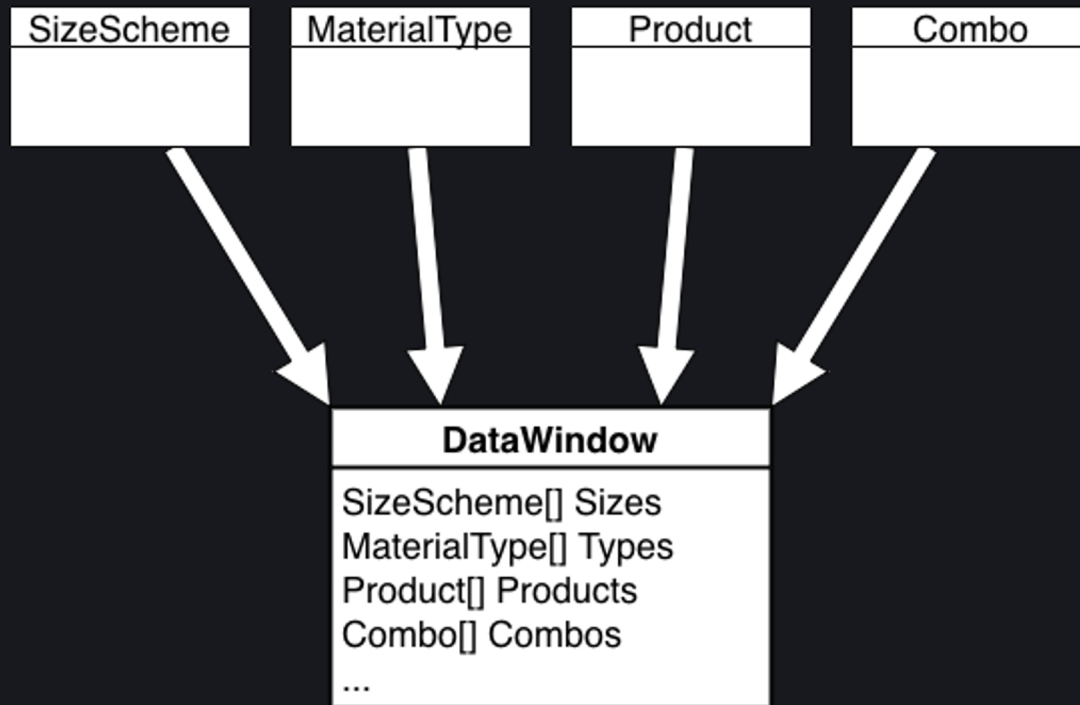 SizeScheme
MaterialType
Product
Combo
DataWindow
SizeScheme[] Sizes
MaterialType[] Types
Product[] Products
Combo[] Combos
...